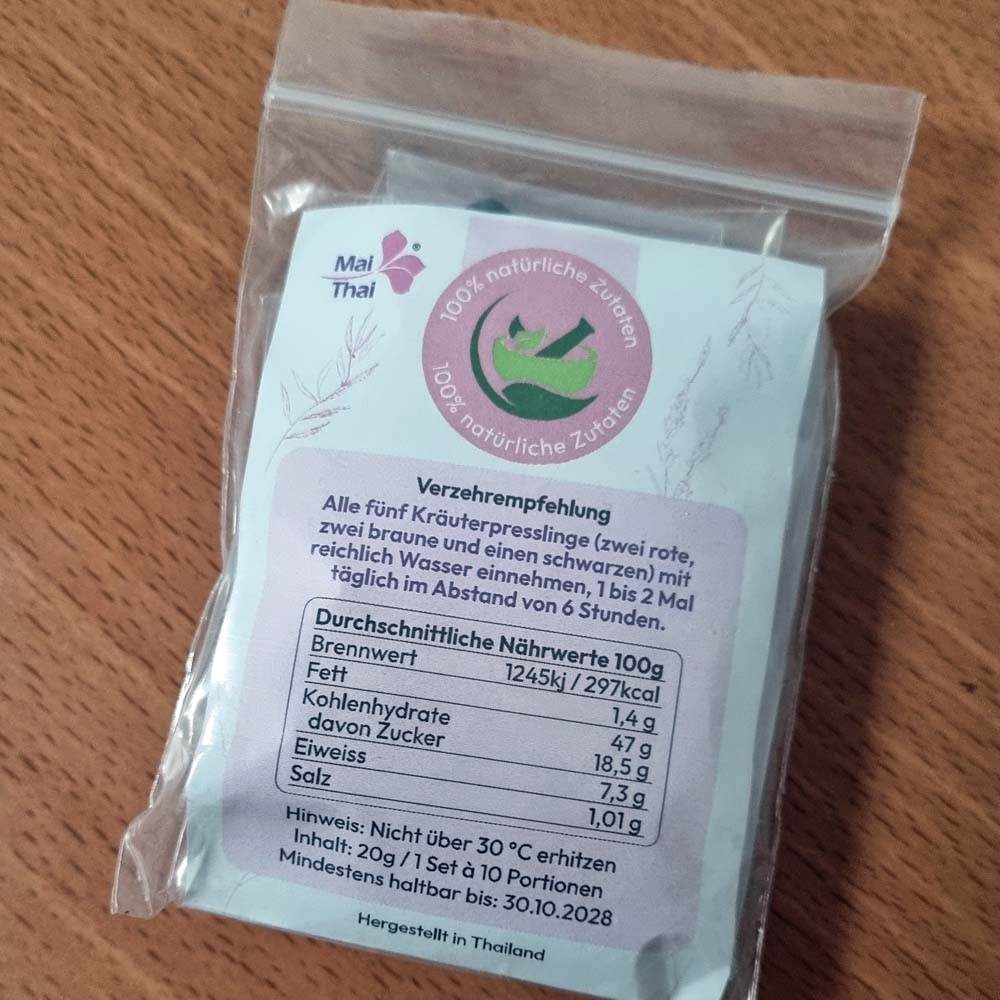 Mai
Thai
®
100% natürliche Zutaten
100% natürliche Zutaten
Verzehrempfehlung
Alle fünf Kräuterpresslinge (zwei rote,
zwei braune und einen schwarzen) mit
reichlich Wasser einnehmen, 1 bis 2 Mal
täglich im Abstand von 6 Stunden.
Durchschnittliche Nährwerte 100g
Brennwert 1245kj / 297kcal
Fett 1,4 g
Kohlenhydrate 47 g
davon Zucker 18,5 g
Eiweiss 7,3 g
Salz 1,01 g
Hinweis: Nicht über 30 °C erhitzen
Inhalt: 20g / 1 Set à 10 Portionen
Mindestens haltbar bis: 30.10.2028
Hergestellt in Thailand